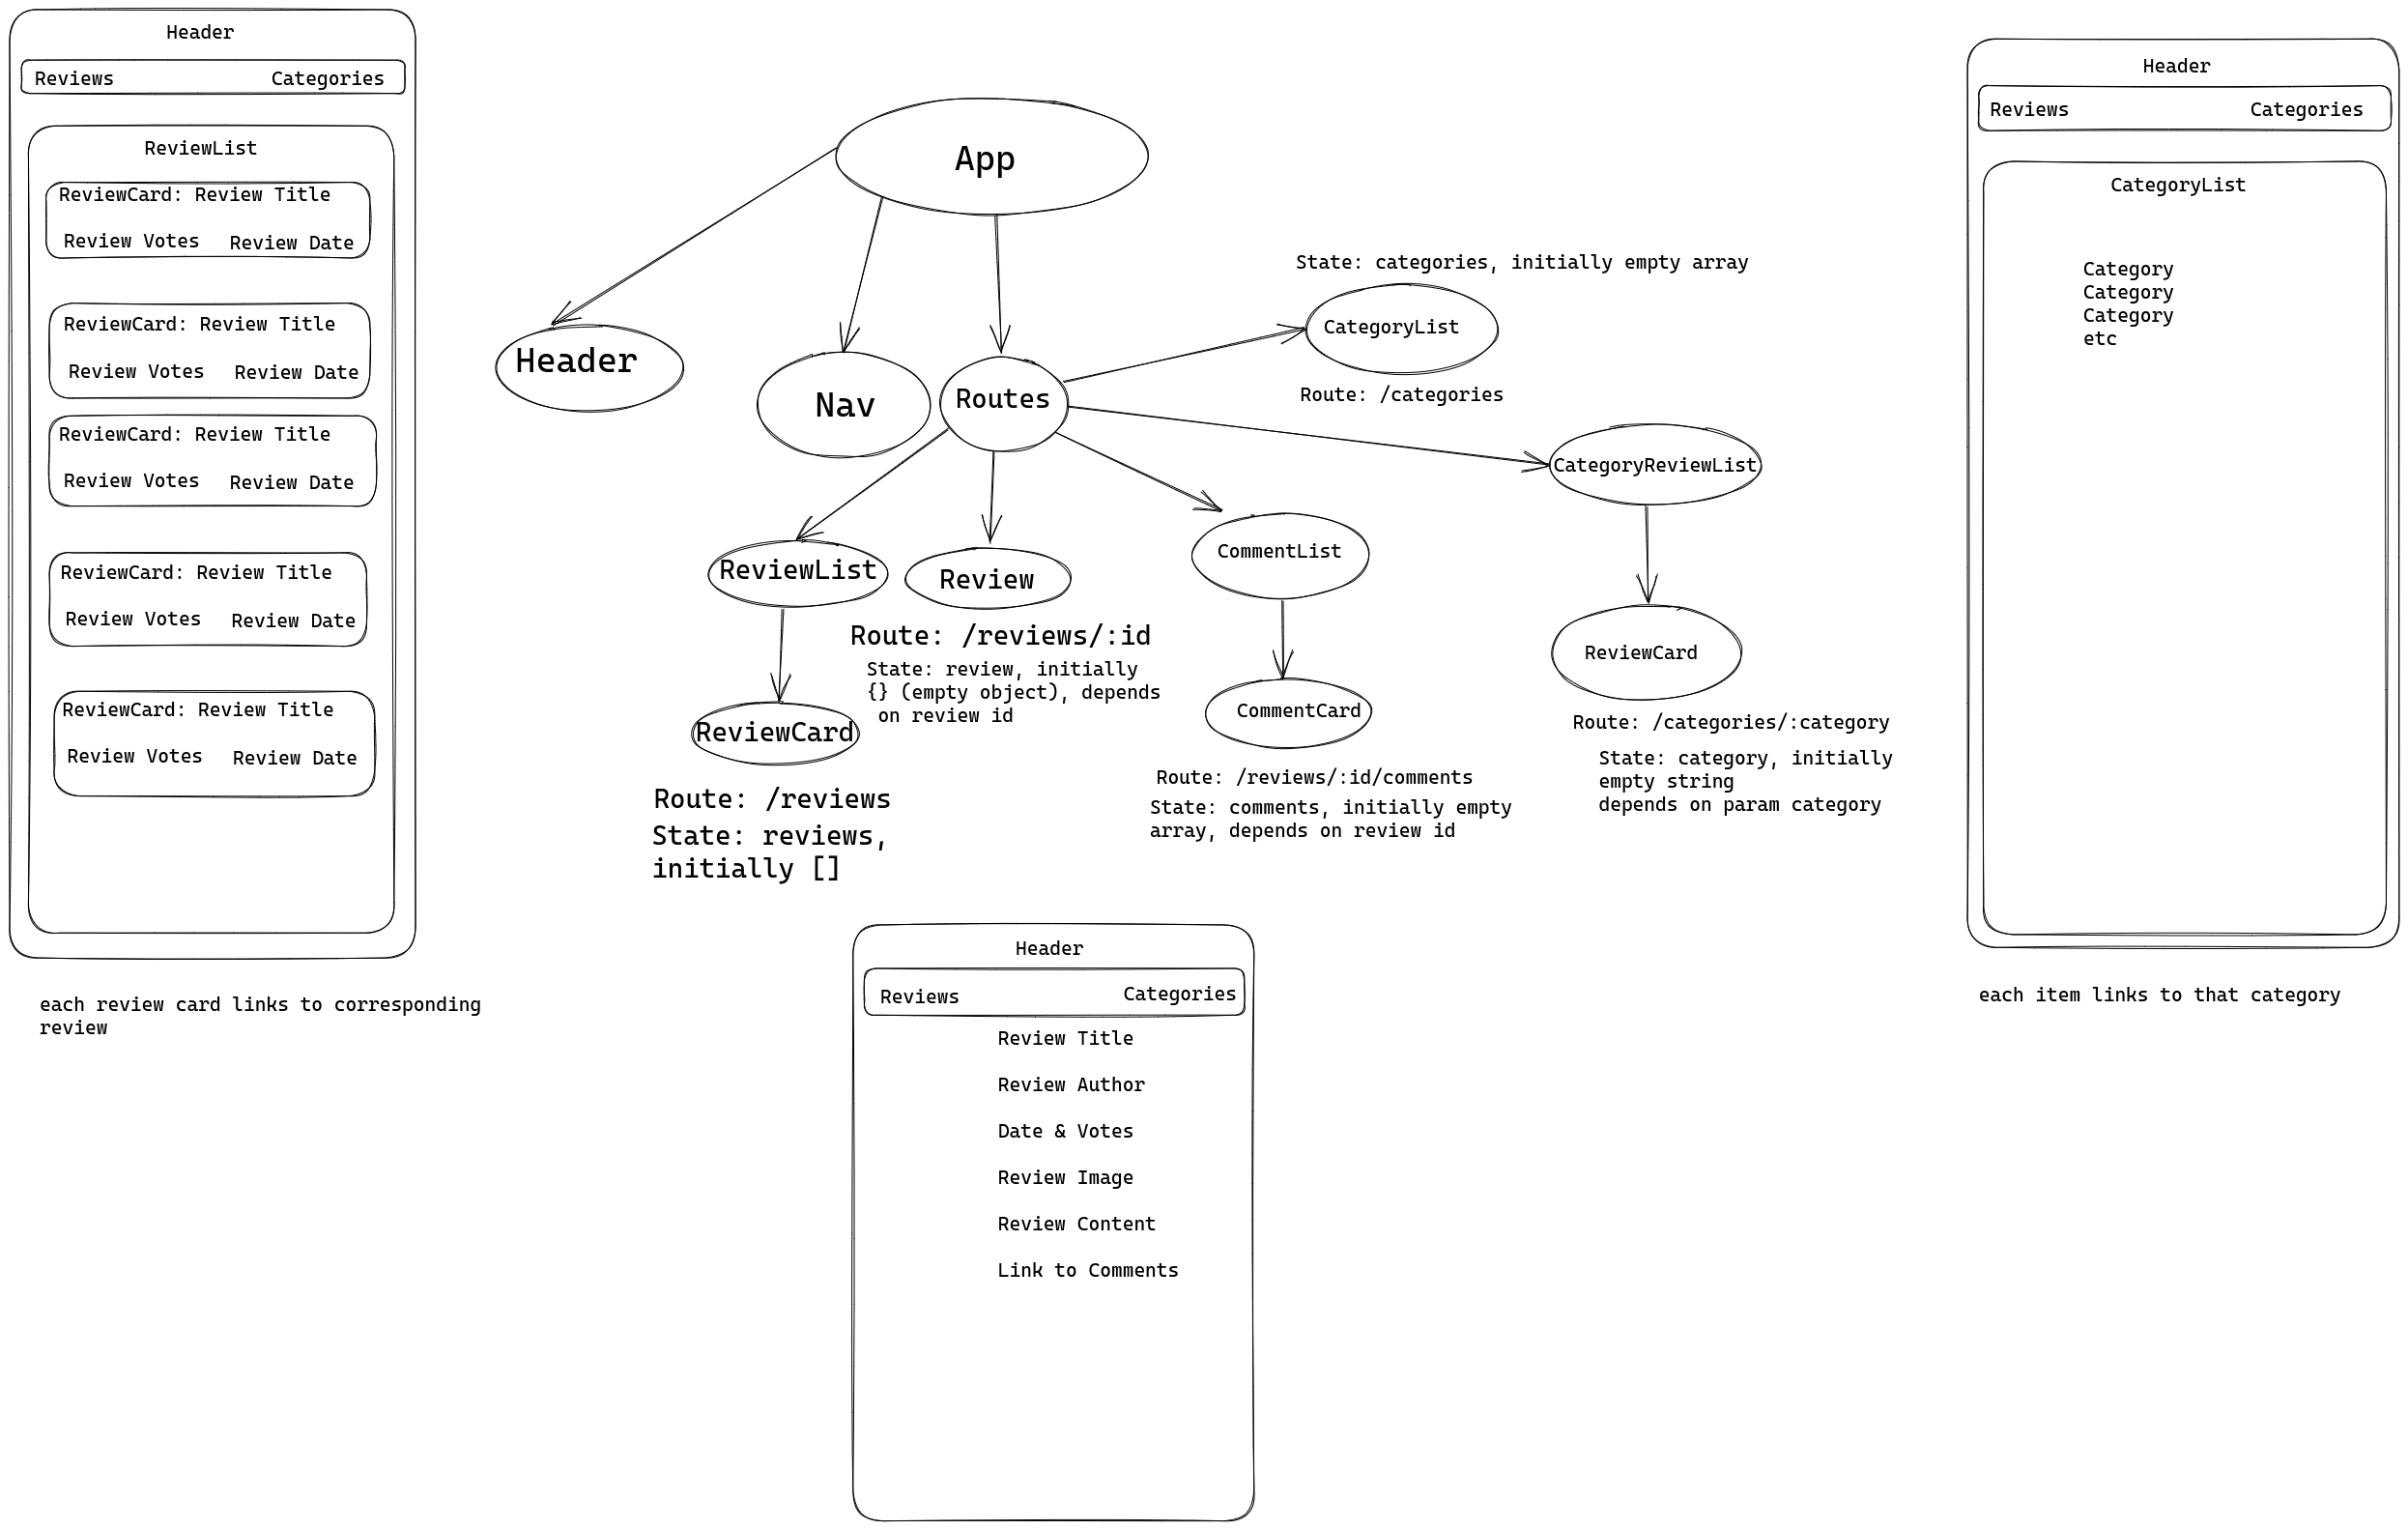 Header
Reviews
Categories
ReviewList
ReviewCard: Review Title
Review Votes
Review Date
ReviewCard: Review Title
Review Votes
Review Date
ReviewCard: Review Title
Review Votes
Review Date
ReviewCard: Review Title
Review Votes
Review Date
ReviewCard: Review Title
Review Votes
Review Date
each review card links to corresponding
review
App
Header
Nav
Routes
State: categories, initially empty array
CategoryList
Route: /categories
CategoryReviewList
ReviewCard
Route: /categories/:category
State: category, initially
empty string
depends on param category
ReviewList
ReviewCard
Route: /reviews
State: reviews,
initially []
Review
Route: /reviews/:id
State: review, initially
{} (empty object), depends
on review id
CommentList
CommentCard
Route: /reviews/:id/comments
State: comments, initially empty
array, depends on review id
Header
Reviews
Categories
Review Title
Review Author
Date & Votes
Review Image
Review Content
Link to Comments
Header
Reviews
Categories
CategoryList
Category
Category
Category
etc
each item links to that category